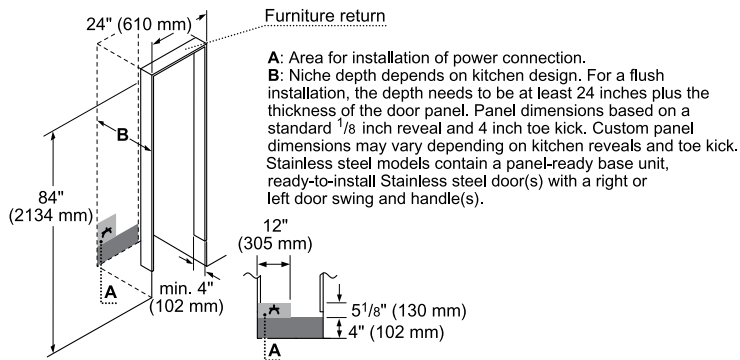 Furniture return
24" (610 mm)
A: Area for installation of power connection.
B: Niche depth depends on kitchen design. For a flush
installation, the depth needs to be at least 24 inches plus the
thickness of the door panel. Panel dimensions based on a
standard 1/8 inch reveal and 4 inch toe kick. Custom panel
dimensions may vary depending on kitchen reveals and toe kick.
Stainless steel models contain a panel-ready base unit,
ready-to-install Stainless steel door(s) with a right or
left door swing and handle(s).
B
84"
(2134 mm)
12"
(305 mm)
A
min. 4"
(102 mm)
51/8" (130 mm)
4" (102 mm)
A